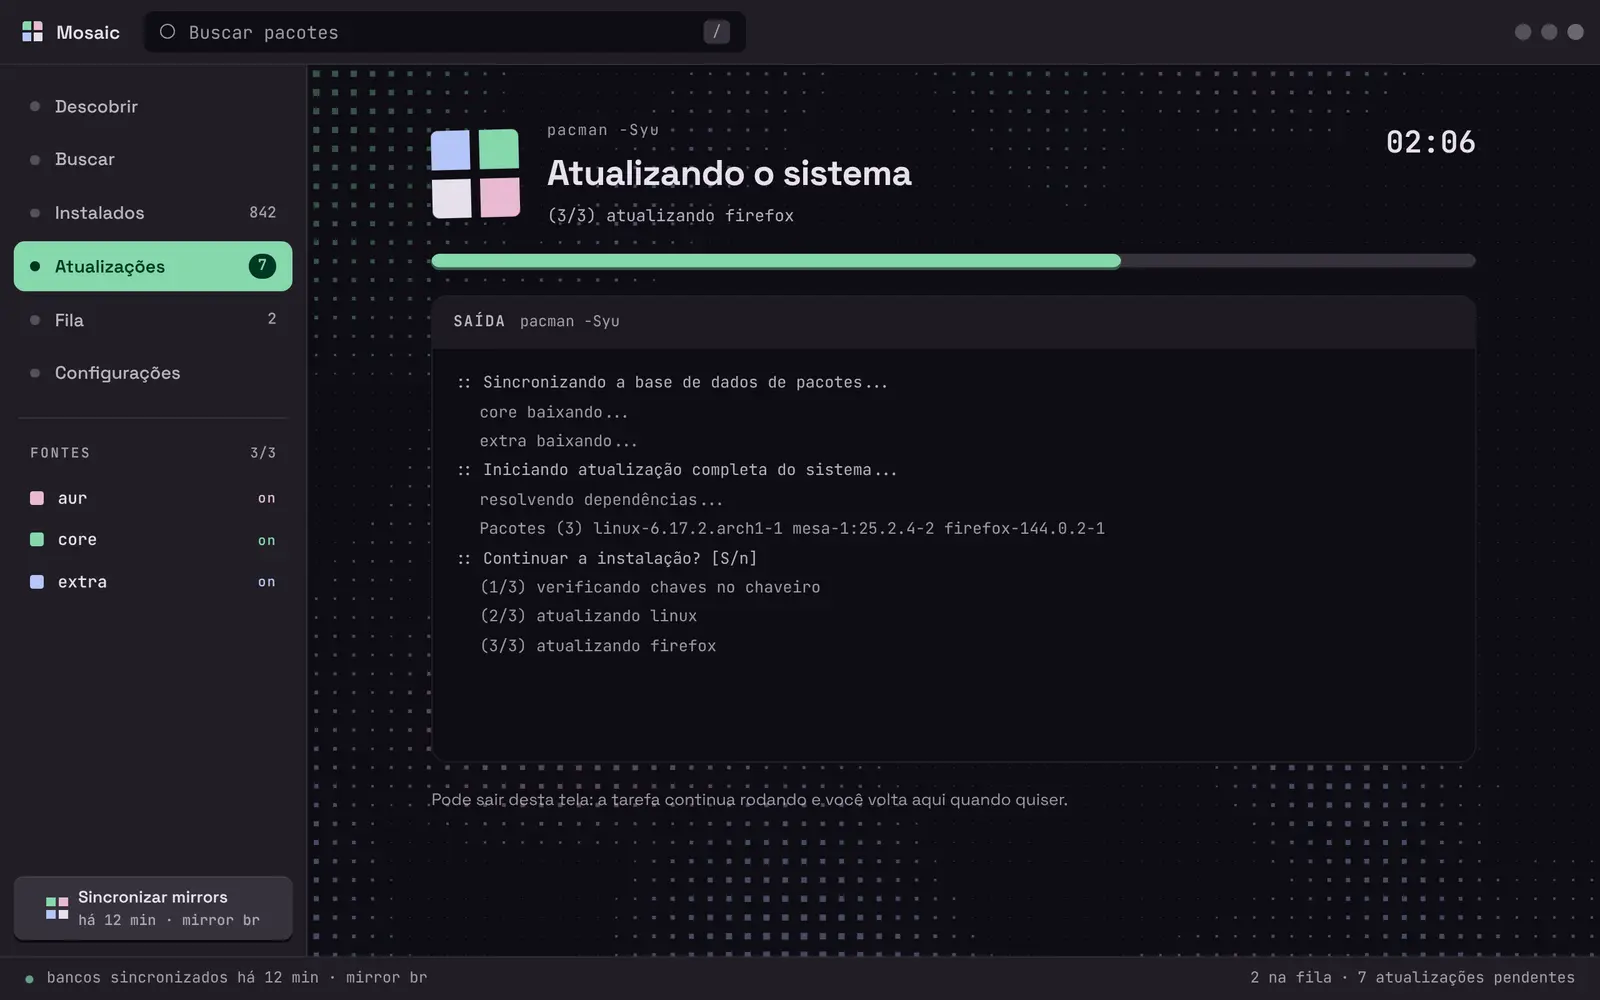 Mosaic
Buscar pacotes
/
Descobrir
Buscar
Instalados 842
Atualizações 7
Fila 2
Configurações
FONTES 3/3
aur on
core on
extra on
Sincronizar mirrors
há 12 min · mirror br
pacman -Syu
Atualizando o sistema
(3/3) atualizando firefox
02:06
SAÍDA pacman -Syu
:: Sincronizando a base de dados de pacotes...
core baixando...
extra baixando...
:: Iniciando atualização completa do sistema...
resolvendo dependências...
Pacotes (3) linux-6.17.2.arch1-1 mesa-1:25.2.4-2 firefox-144.0.2-1
:: Continuar a instalação? [S/n]
(1/3) verificando chaves no chaveiro
(2/3) atualizando linux
(3/3) atualizando firefox
Pode sair desta tela: a tarefa continua rodando e você volta aqui quando quiser.
bancos sincronizados há 12 min · mirror br
2 na fila · 7 atualizações pendentes